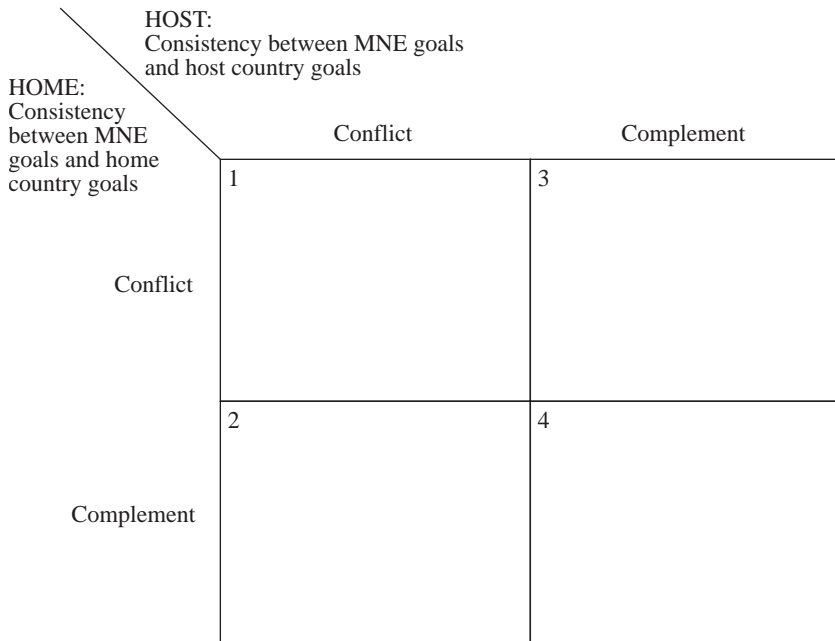 HOST:
Consistency between MNE goals
and host country goals
HOME:
Consistency
between MNE
goals and home
country goals
Conflict
Complement
1
3
Conflict
2
4
Complement